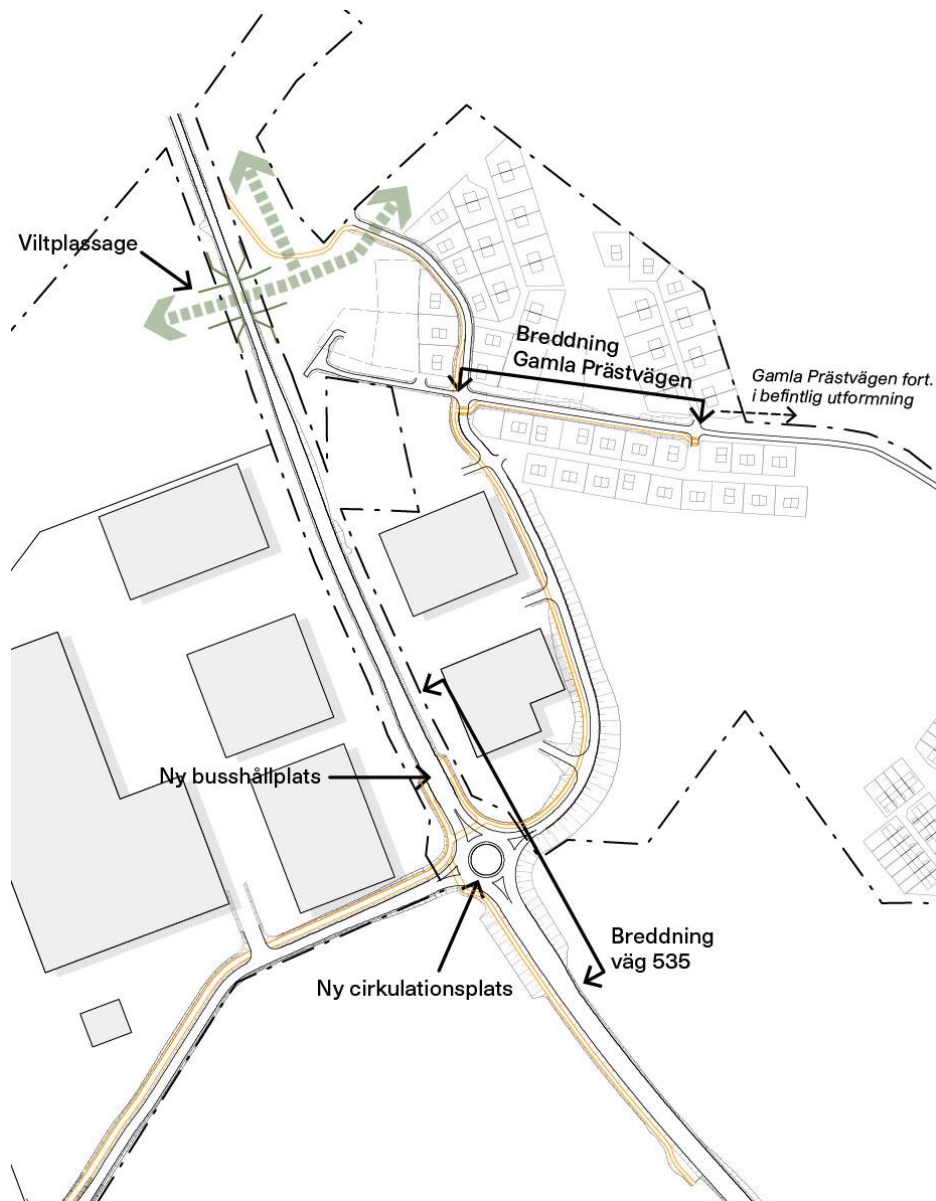 Viltplassage
Breddning
Gamla Prästvägen
Gamla Prästvägen fort.
i befintlig utformning
Ny busshållplats
Breddning
väg 535
Ny cirkulationsplats